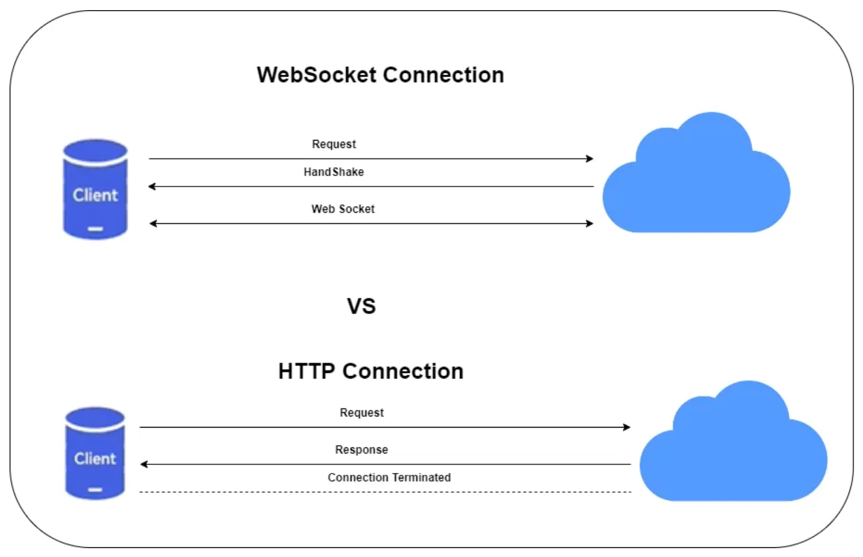 WebSocket Connection
Request
HandShake
Client
Web Socket
VS
HTTP Connection
Request
Response
Client
Connection Terminated